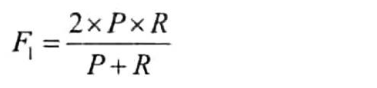 F₁ = 2×P×R / P+R